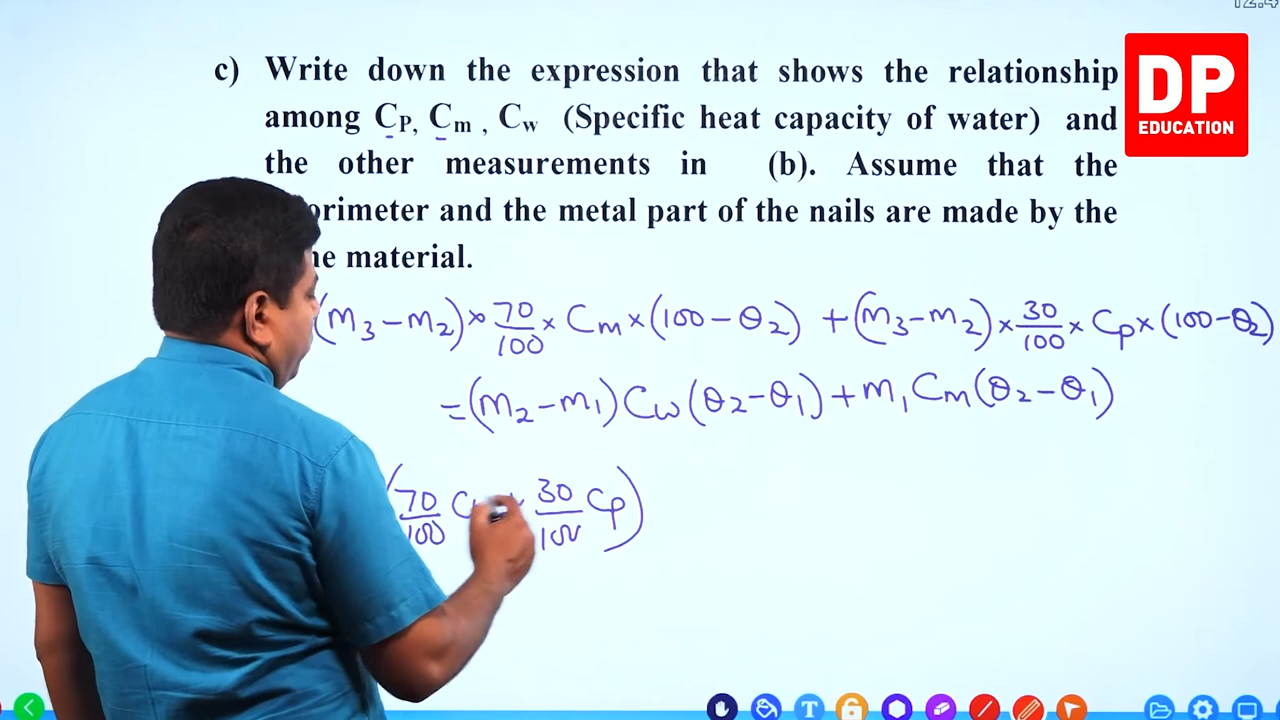 12.4
DP
EDUCATION
c) Write down the expression that shows the relationship
among CP, Cm , Cw (Specific heat capacity of water) and
the other measurements in (b). Assume that the
orimeter and the metal part of the nails are made by the
material.
(m3-m2)×70/100×Cm×(100-θ2) +(m3-m2)×30/100×Cp×(100-θ2)
=(m2-m1)Cw(θ2-θ1)+m1Cm(θ2-θ1)
(70/100 C 30/100 Cp)